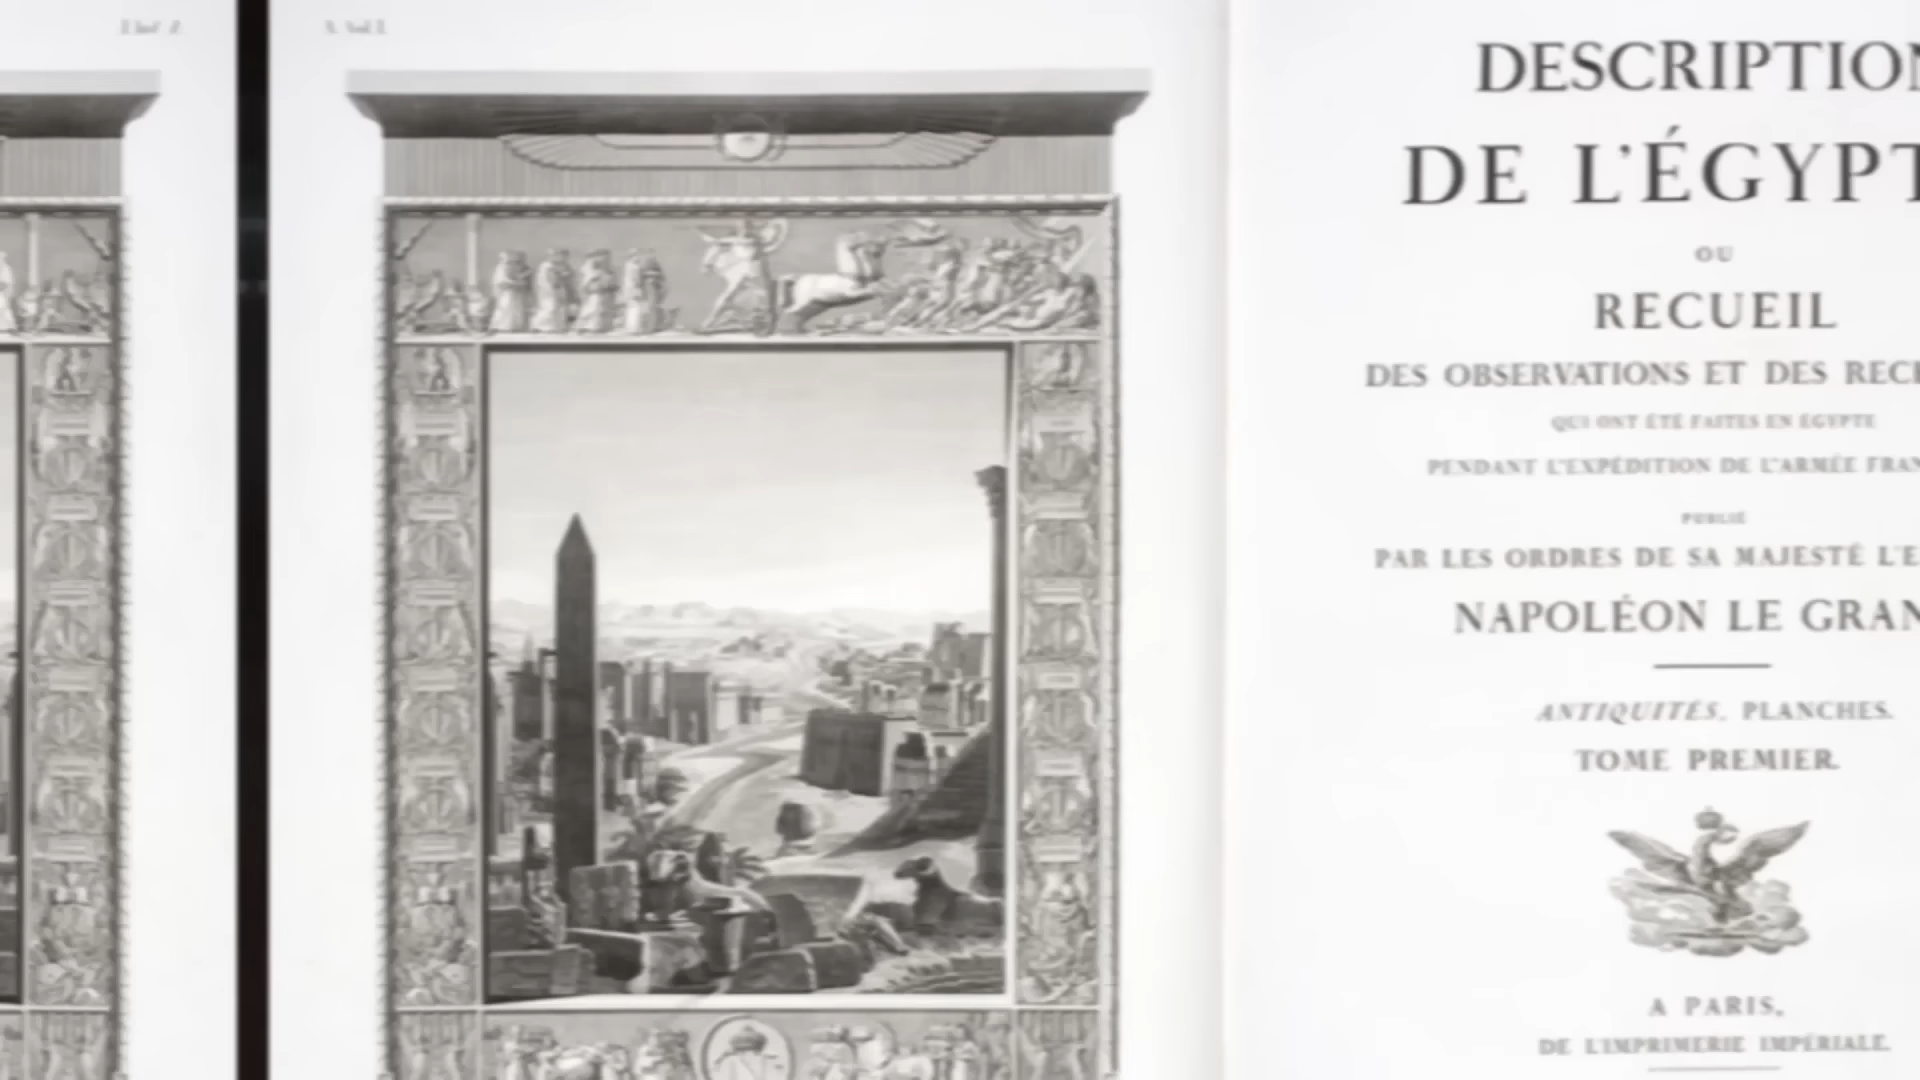 DESCRIPTION
DE L'ÉGYPT
OU
RECUEIL
DES OBSERVATIONS ET DES REC
QUI ONT ÉTÉ FAITES EN ÉGYPTE
PENDANT L'EXPÉDITION DE L'ARMÉE FRAN
PUBLIÉ
PAR LES ORDRES DE SA MAJESTÉ L'E
NAPOLÉON LE GRAN
ANTIQUITÉS, PLANCHES.
TOME PREMIER.
A PARIS,
DE L'IMPRIMERIE IMPÉRIALE.